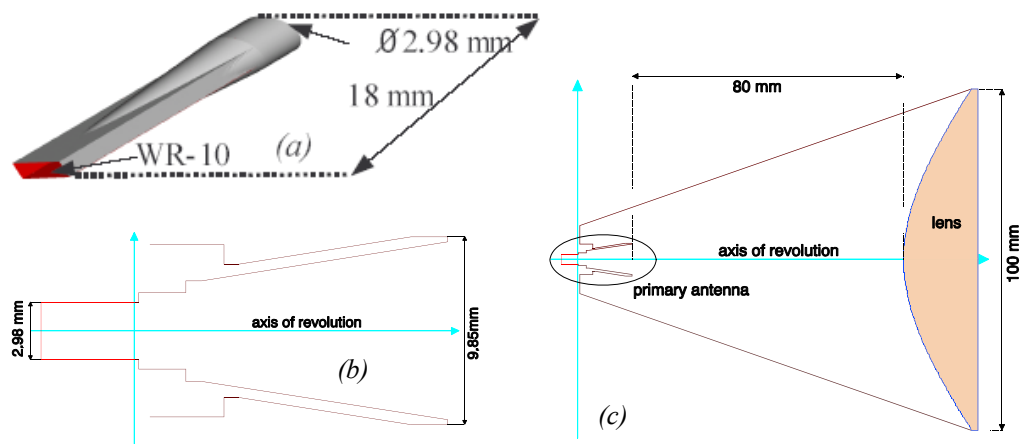 Ø2.98 mm
18 mm
WR-10
(a)
2.98 mm
axis of revolution
9.85mm
(b)
80 mm
lens
axis of revolution
primary antenna
100 mm
(c)